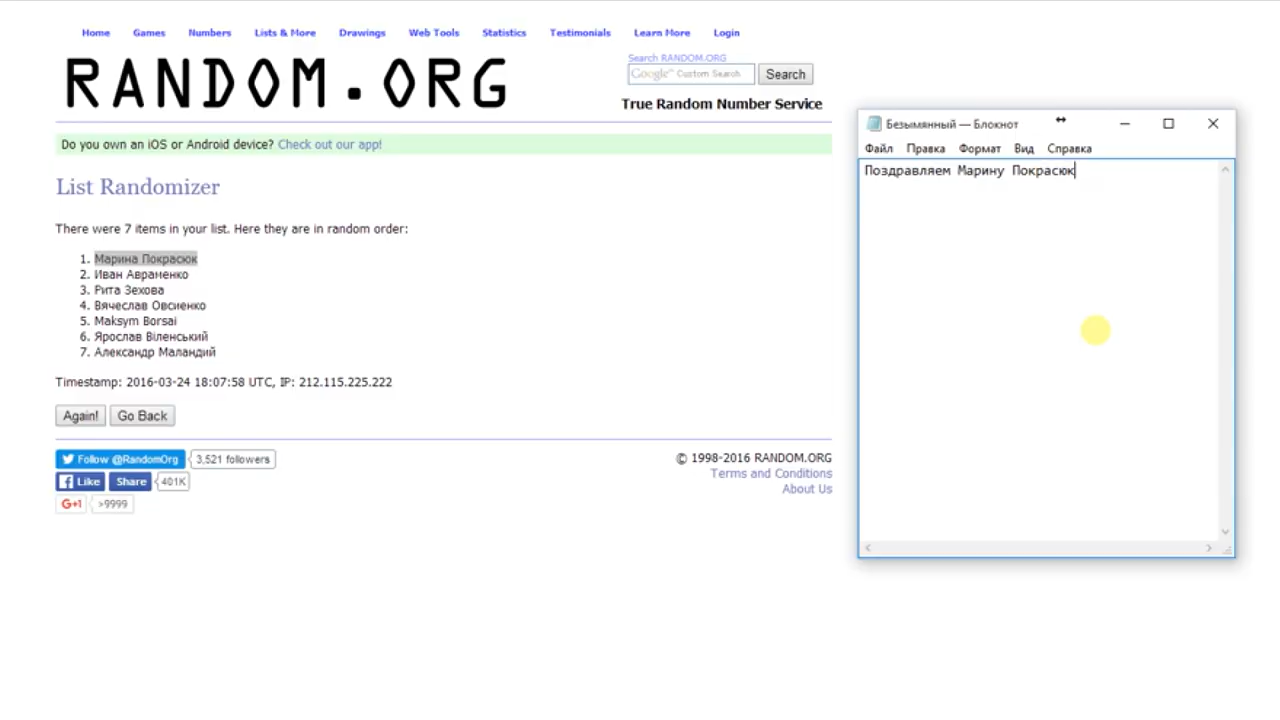 Home Games Numbers Lists & More Drawings Web Tools Statistics Testimonials Learn More Login
RANDOM.ORG
Search RANDOM.ORG
Google™ Custom Search Search
True Random Number Service
Do you own an iOS or Android device? Check out our app!
List Randomizer
There were 7 items in your list. Here they are in random order:
1. Марина Покрасюк
2. Иван Авраменко
3. Рита Зехова
4. Вячеслав Овсиенко
5. Maksym Borsai
6. Ярослав Віленський
7. Александр Маландий
Timestamp: 2016-03-24 18:07:58 UTC, IP: 212.115.225.222
Again! Go Back
Follow @RandomOrg 3,521 followers
Like Share 401K
G+1 >9999
© 1998-2016 RANDOM.ORG
Terms and Conditions
About Us
Безымянный — Блокнот
Файл Правка Формат Вид Справка
Поздравляем Марину Покрасюк